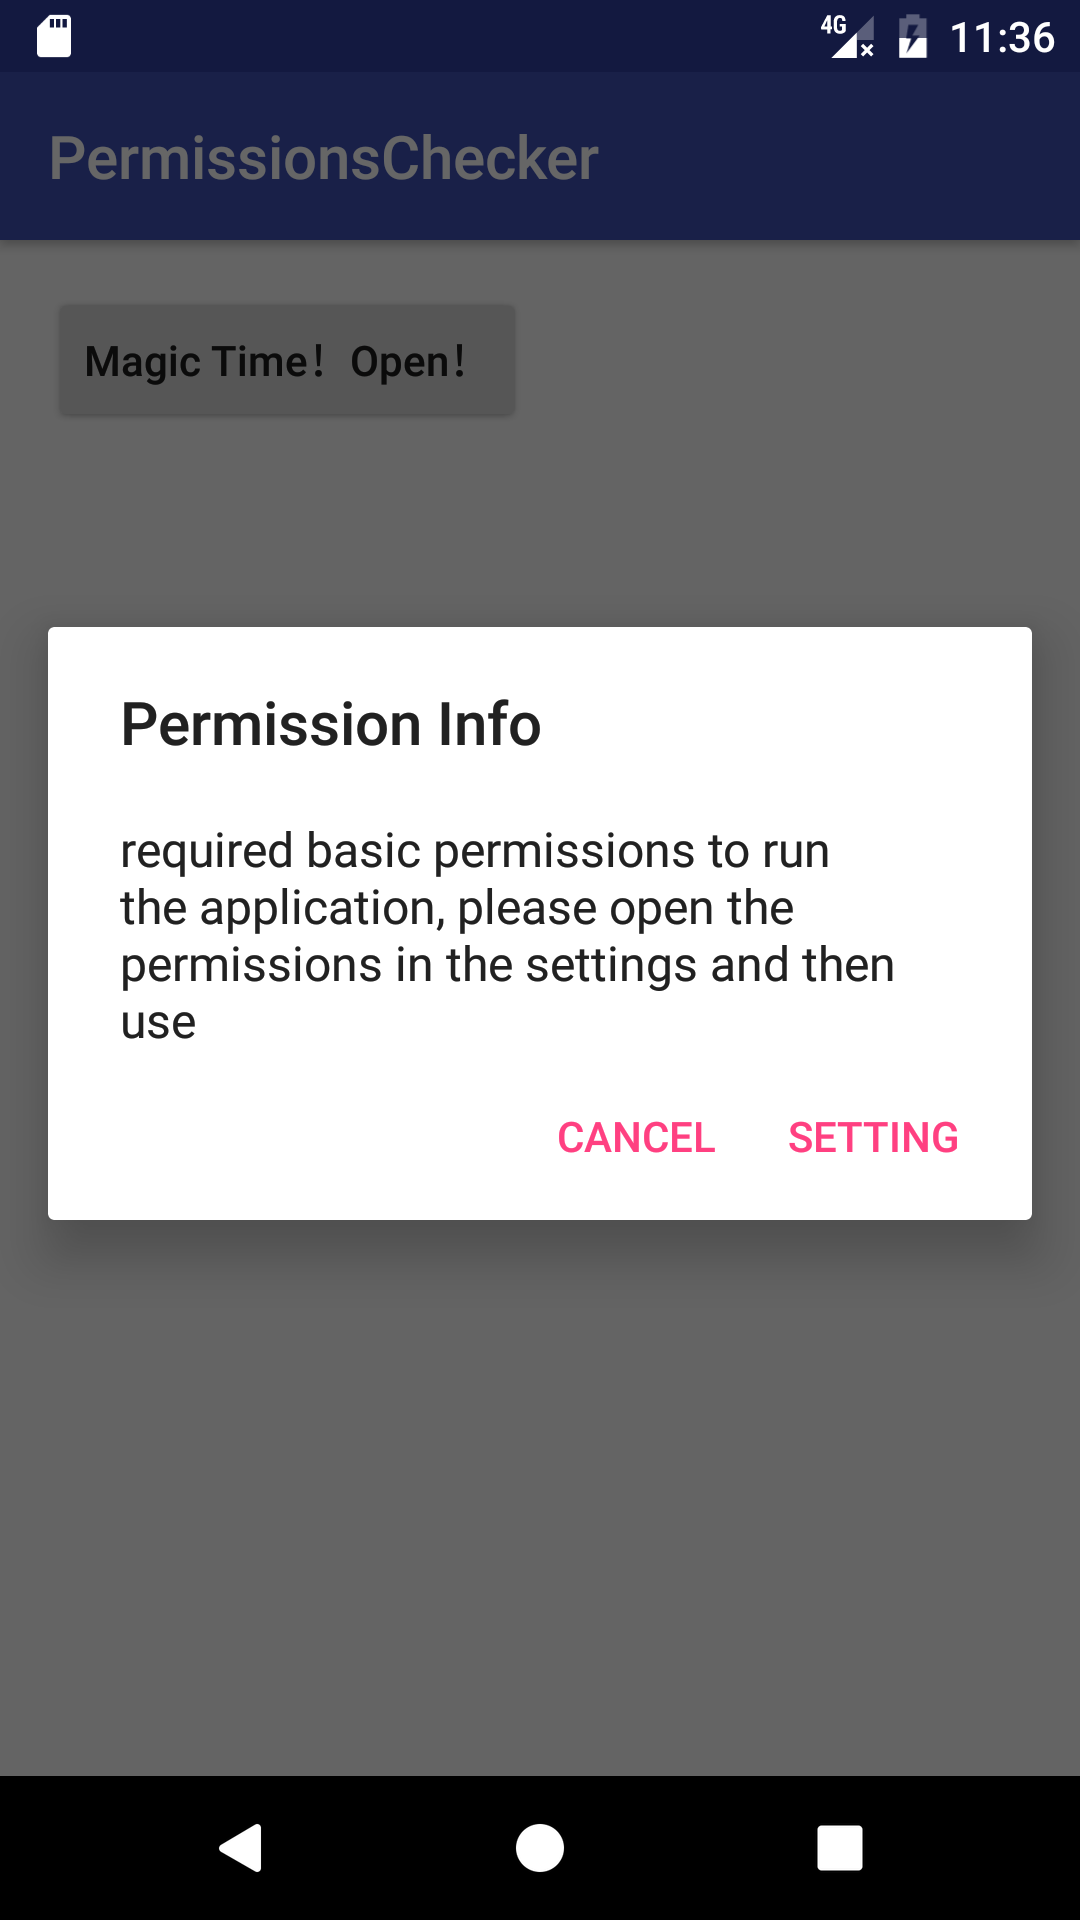 4G 11:36
PermissionsChecker
Magic Time！Open！
Permission Info
required basic permissions to run
the application, please open the
permissions in the settings and then
use
CANCEL SETTING